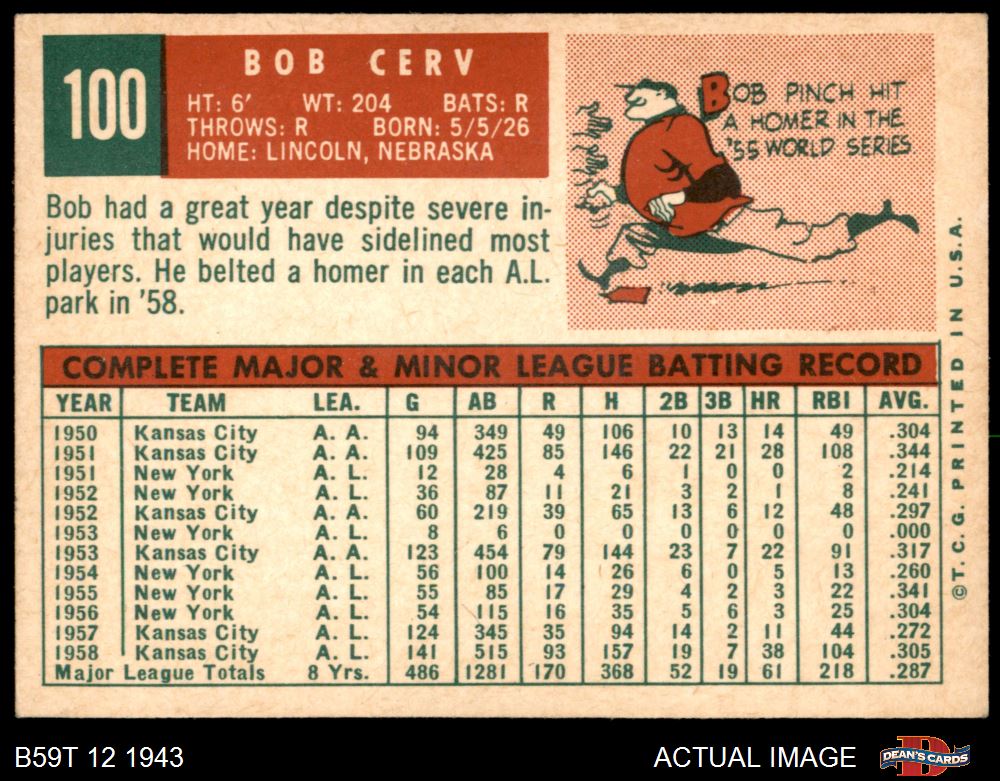 100
BOB CERV
HT: 6' WT: 204 BATS: R
THROWS: R BORN: 5/5/26
HOME: LINCOLN, NEBRASKA
BOB PINCH HIT
A HOMER IN THE
'55 WORLD SERIES
Bob had a great year despite severe in-
juries that would have sidelined most
players. He belted a homer in each A.L.
park in '58.
COMPLETE MAJOR & MINOR LEAGUE BATTING RECORD
YEAR TEAM LEA. G AB R H 2B 3B HR RBI AVG.
1950 Kansas City A. A. 94 349 49 106 10 13 14 49 .304
1951 Kansas City A. A. 109 425 85 146 22 21 28 108 .344
1951 New York A. L. 12 28 4 6 1 0 0 2 .214
1952 New York A. L. 36 87 11 21 3 2 1 8 .241
1952 Kansas City A. A. 60 219 39 65 13 6 12 48 .297
1953 New York A. L. 8 6 0 0 0 0 0 0 .000
1953 Kansas City A. A. 123 454 79 144 23 7 22 91 .317
1954 New York A. L. 56 100 14 26 6 0 5 13 .260
1955 New York A. L. 55 85 17 29 4 2 3 22 .341
1956 New York A. L. 54 115 16 35 5 6 3 25 .304
1957 Kansas City A. L. 124 345 35 94 14 2 11 44 .272
1958 Kansas City A. L. 141 515 93 157 19 7 38 104 .305
Major League Totals 8 Yrs. 486 1281 170 368 52 19 61 218 .287
©T. C. G. PRINTED IN U.S.A.
B59T 12 1943
ACTUAL IMAGE
DEAN'S CARDS